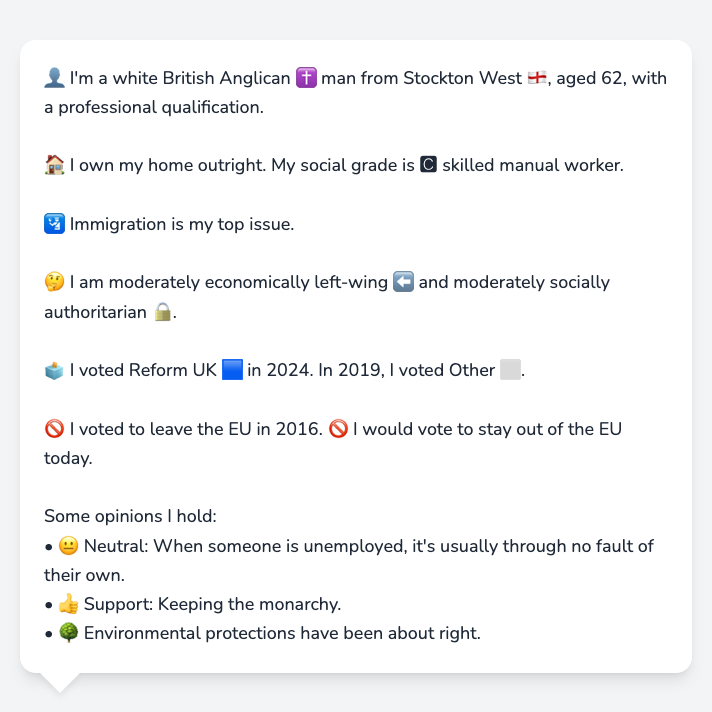 👤 I'm a white British Anglican ✝️ man from Stockton West 🏴󠁧󠁢󠁥󠁮󠁧󠁿, aged 62, with
a professional qualification.
🏠 I own my home outright. My social grade is 🅲 skilled manual worker.
🛂 Immigration is my top issue.
🤔 I am moderately economically left-wing ⬅️ and moderately socially
authoritarian 🔒.
🗳️ I voted Reform UK 🟦 in 2024. In 2019, I voted Other ⬜.
🚫 I voted to leave the EU in 2016. 🚫 I would vote to stay out of the EU
today.
Some opinions I hold:
• 😐 Neutral: When someone is unemployed, it's usually through no fault of
their own.
• 👍 Support: Keeping the monarchy.
• 🌳 Environmental protections have been about right.